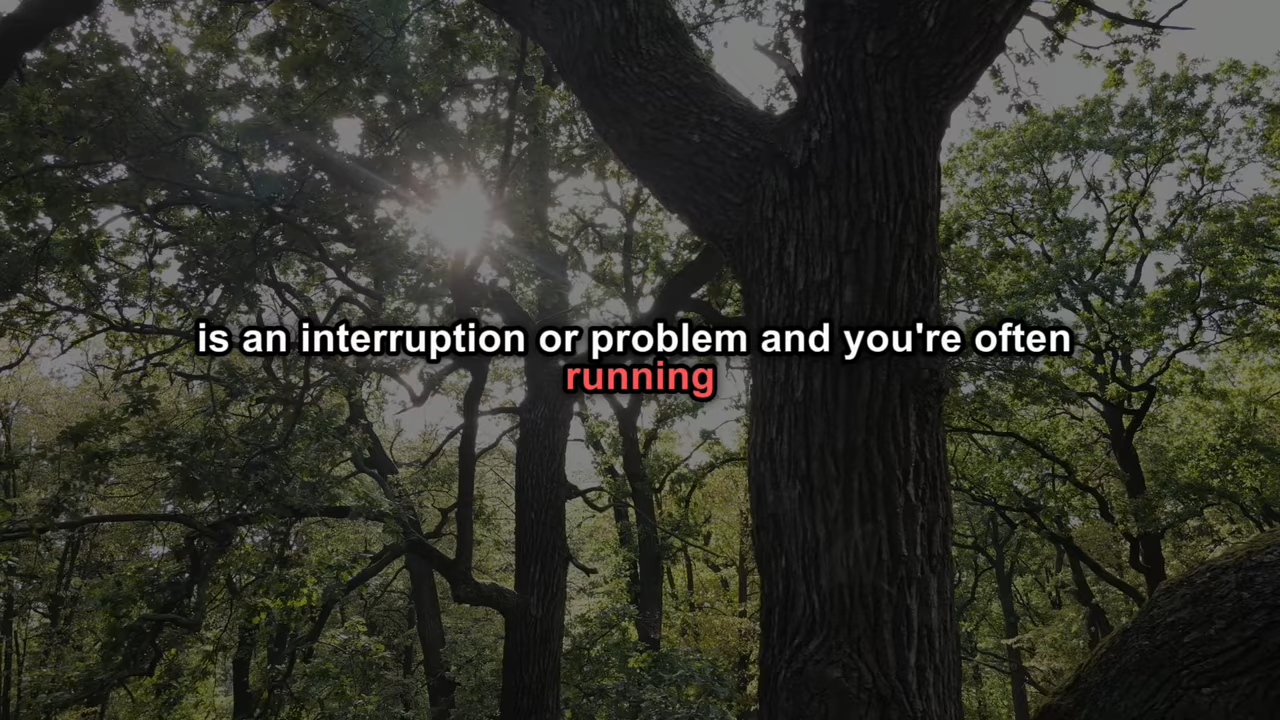 is an interruption or problem and you're often
running